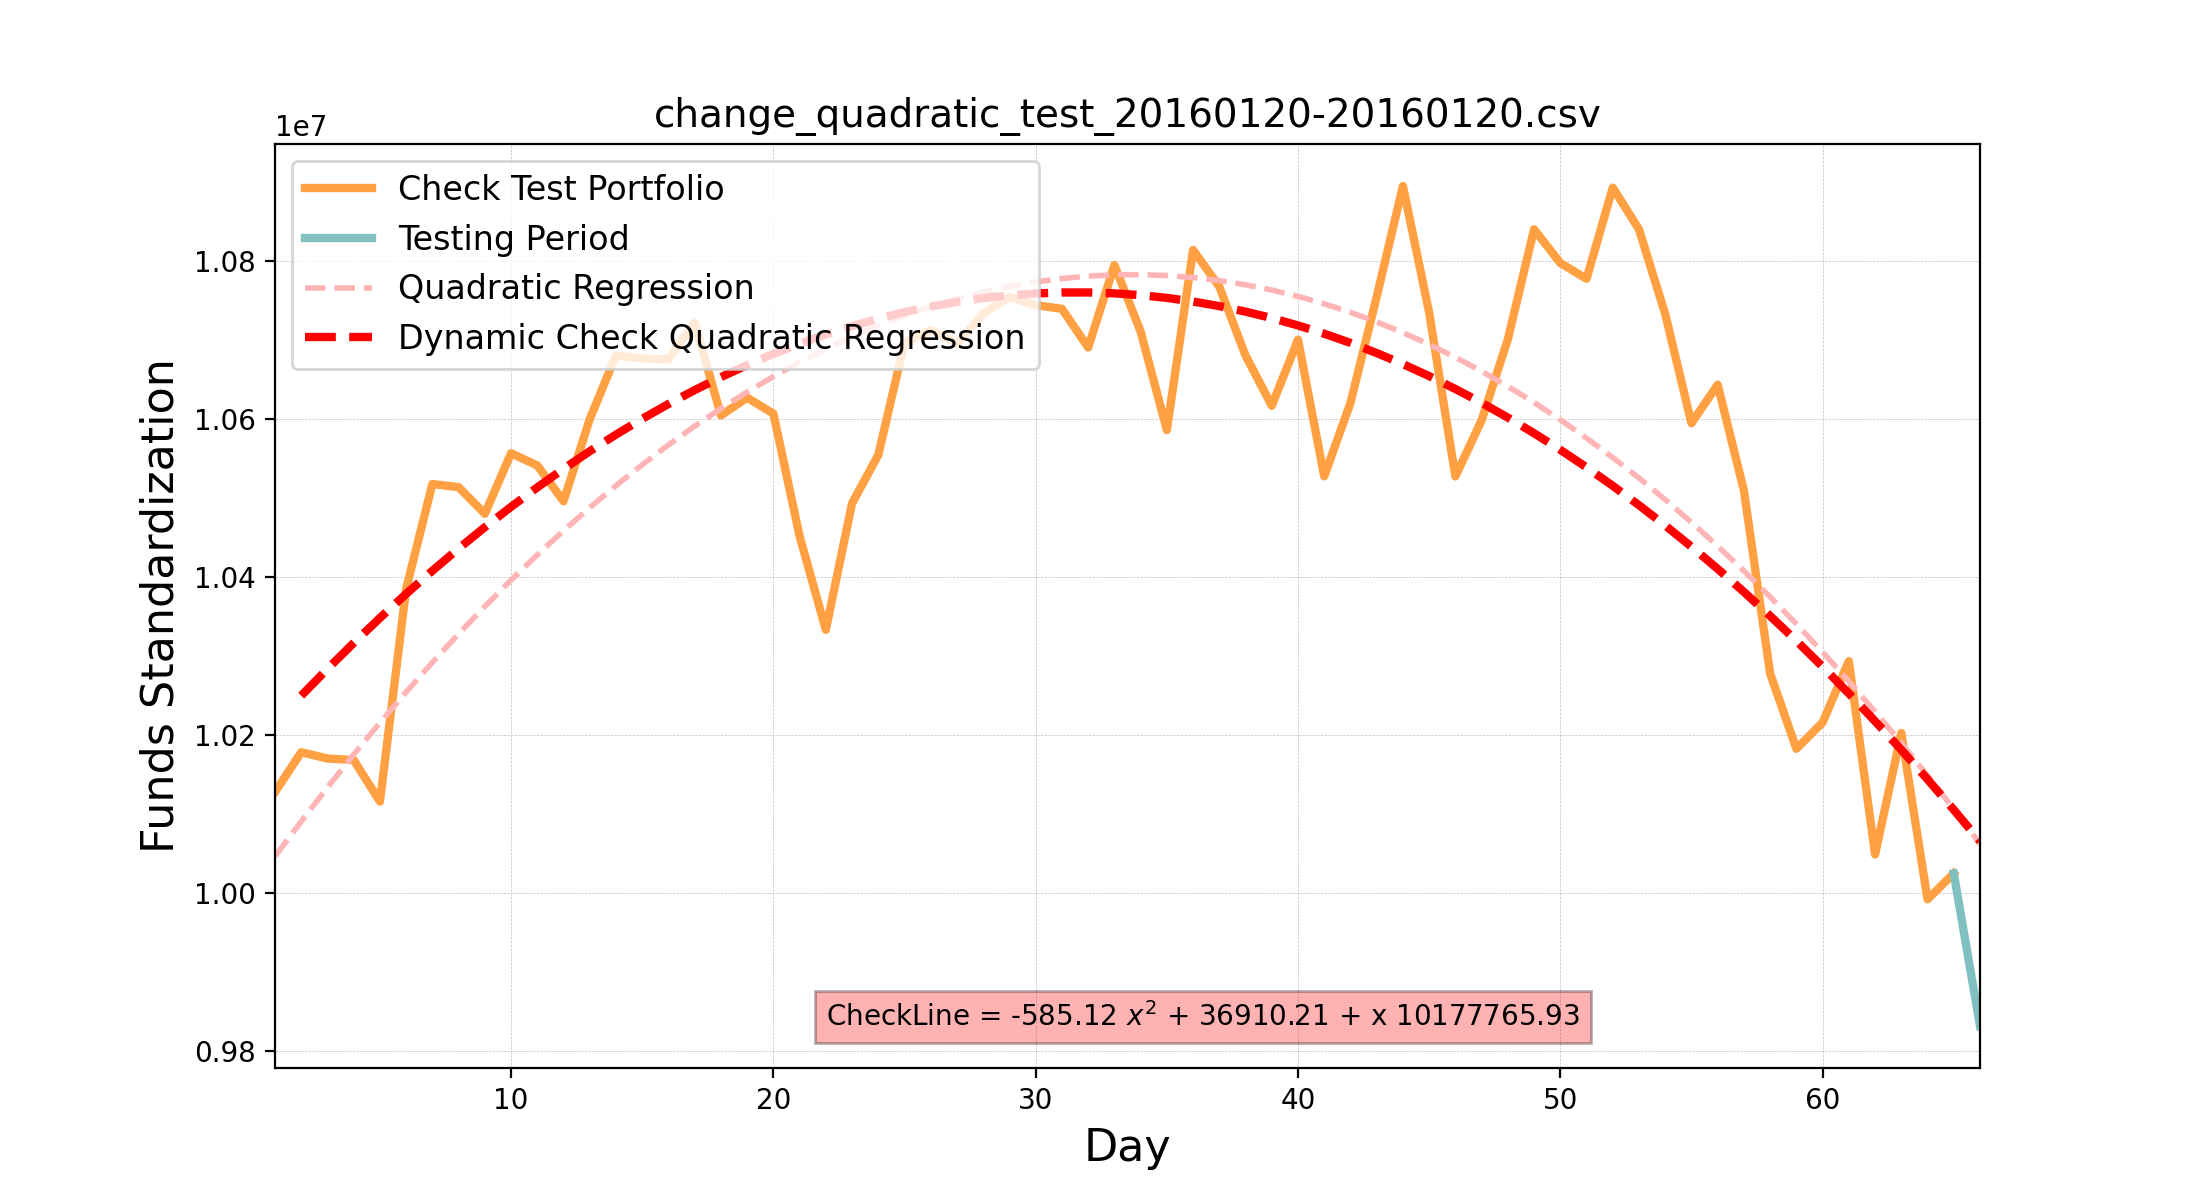 change_quadratic_test_20160120-20160120.csv
1e7
Check Test Portfolio
Testing Period
Quadratic Regression
Dynamic Check Quadratic Regression
1.08
1.06
1.04
1.02
1.00
0.98
Funds Standardization
CheckLine = -585.12 x² + 36910.21 + x 10177765.93
10 20 30 40 50 60
Day